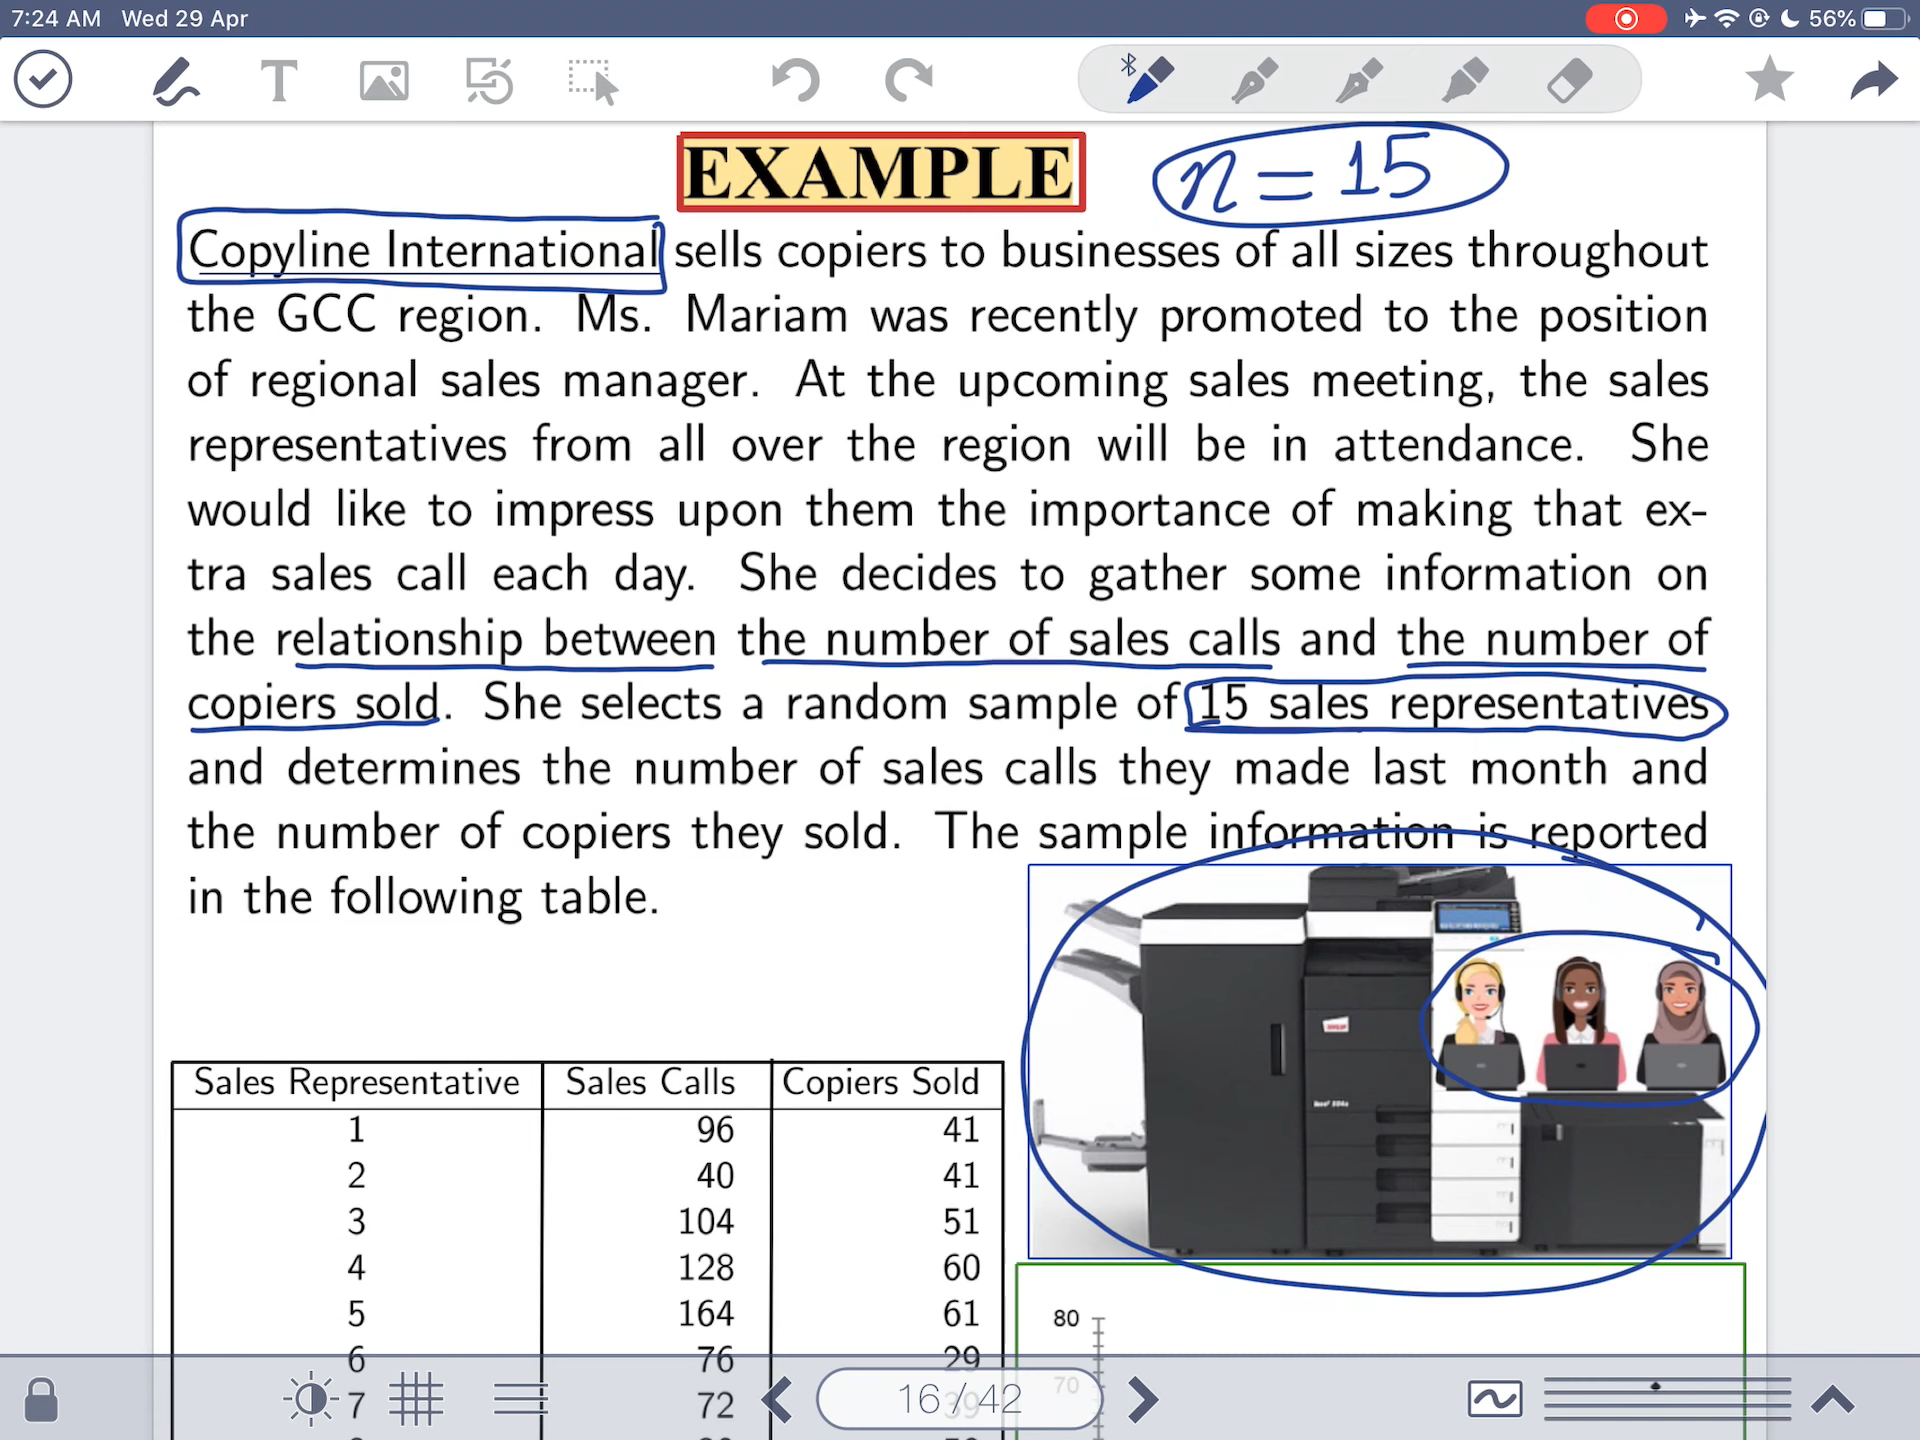 7:24 AM Wed 29 Apr 56%
T
EXAMPLE n = 15
Copyline International sells copiers to businesses of all sizes throughout
the GCC region. Ms. Mariam was recently promoted to the position
of regional sales manager. At the upcoming sales meeting, the sales
representatives from all over the region will be in attendance. She
would like to impress upon them the importance of making that ex-
tra sales call each day. She decides to gather some information on
the relationship between the number of sales calls and the number of
copiers sold. She selects a random sample of 15 sales representatives
and determines the number of sales calls they made last month and
the number of copiers they sold. The sample information is reported
in the following table.
Sales Representative Sales Calls Copiers Sold
1 96 41
2 40 41
3 104 51
4 128 60
5 164 61
6 76 29
7 72 39
80
70
16 / 42